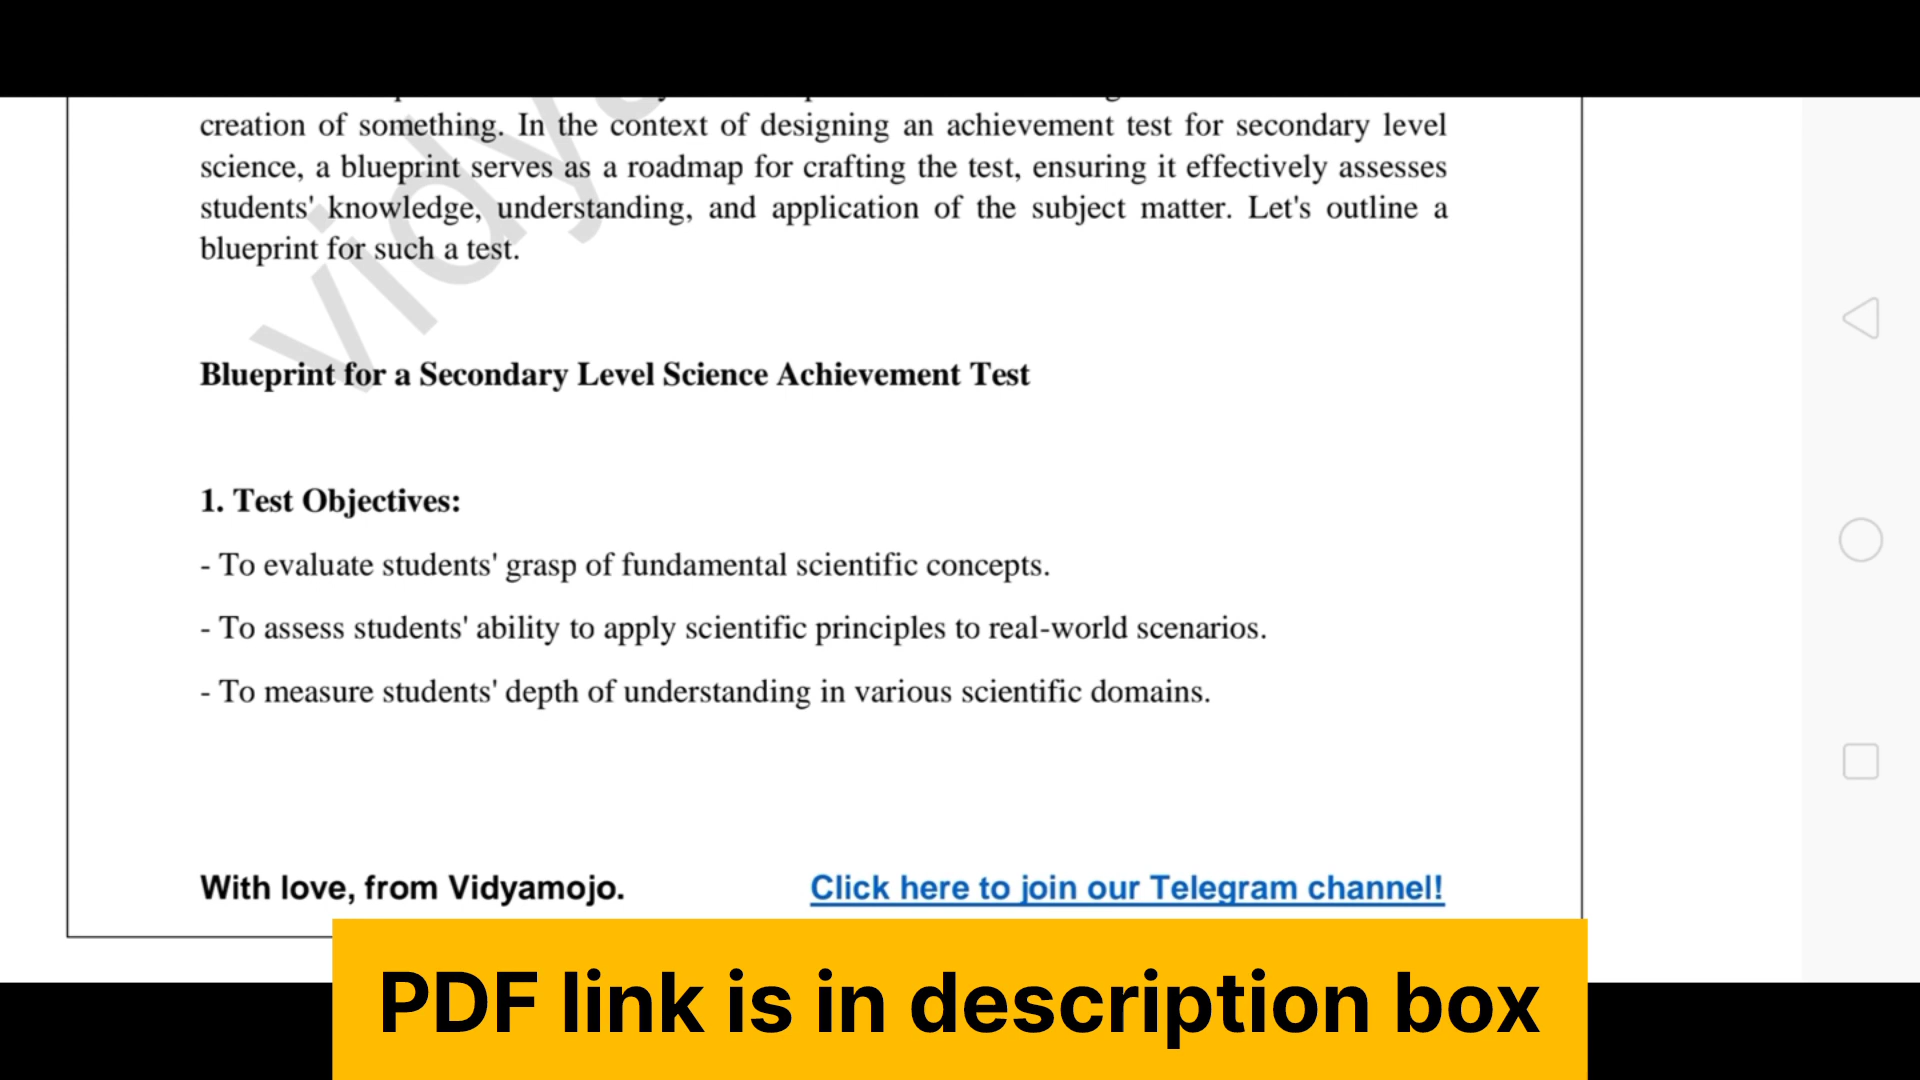 creation of something. In the context of designing an achievement test for secondary level
science, a blueprint serves as a roadmap for crafting the test, ensuring it effectively assesses
students' knowledge, understanding, and application of the subject matter. Let's outline a
blueprint for such a test.
Blueprint for a Secondary Level Science Achievement Test
1. Test Objectives:
- To evaluate students' grasp of fundamental scientific concepts.
- To assess students' ability to apply scientific principles to real-world scenarios.
- To measure students' depth of understanding in various scientific domains.
With love, from Vidyamojo.
Click here to join our Telegram channel!
PDF link is in description box